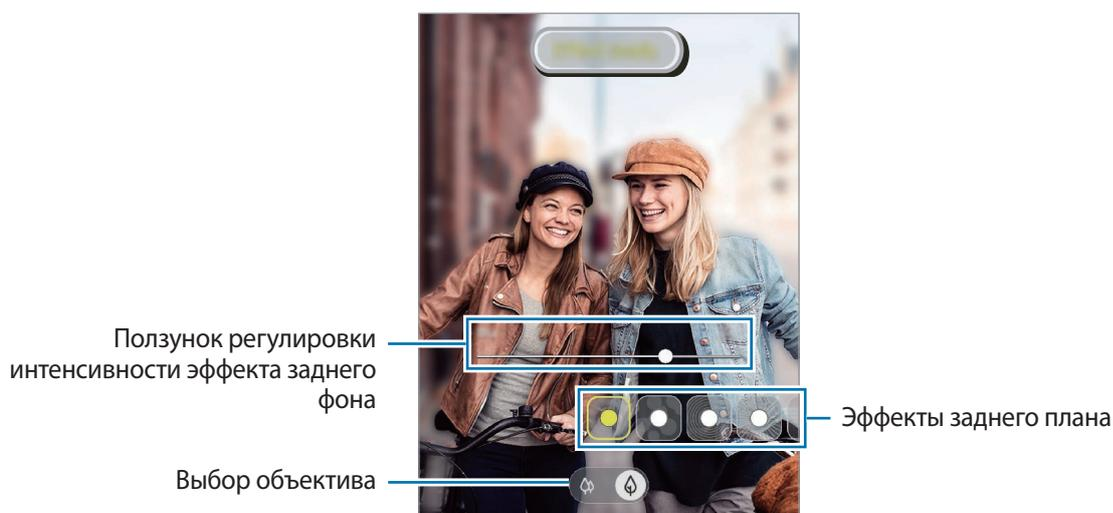 Ползунок регулировки
интенсивности эффекта заднего
фона
Эффекты заднего плана
Выбор объектива